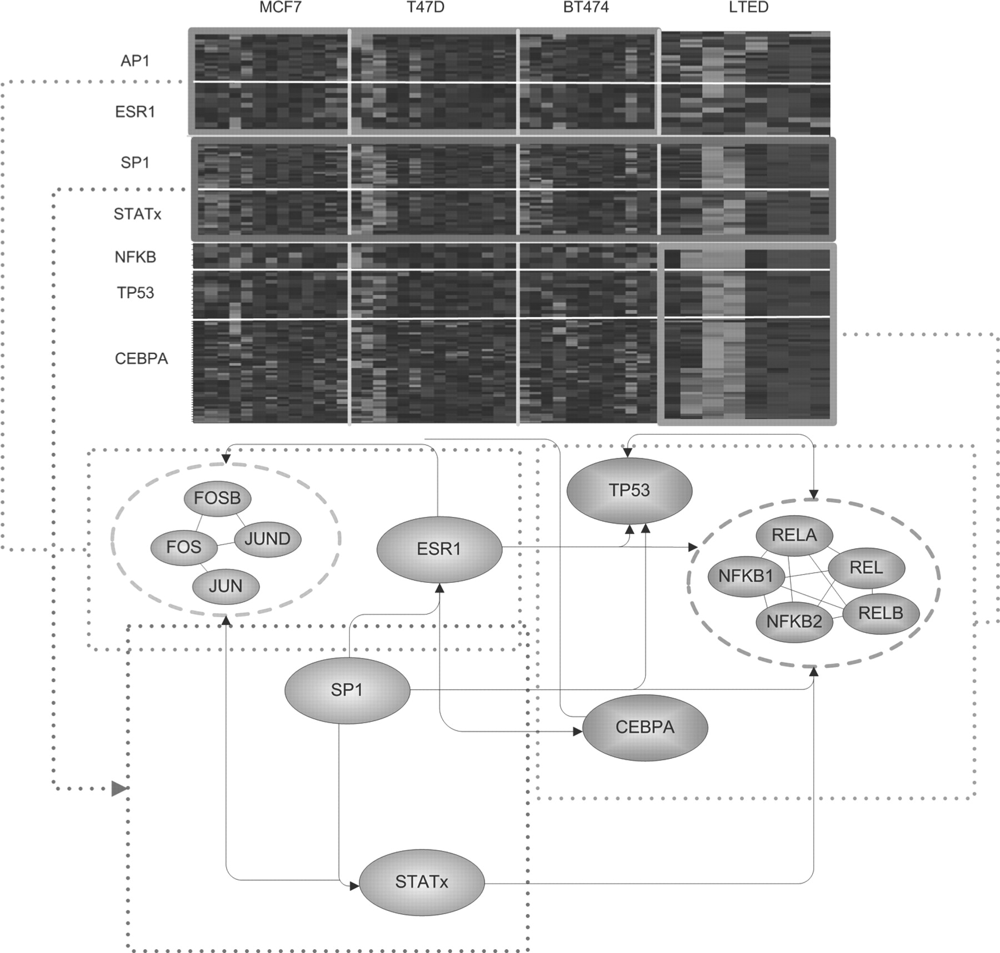 MCF7 T47D BT474 LTED
AP1
ESR1
SP1
STATx
NFKB
TP53
CEBPA
TP53
FOSB
RELA
JUND
FOS
ESR1
REL
NFKB1
JUN
RELB
NFKB2
SP1
CEBPA
STATx